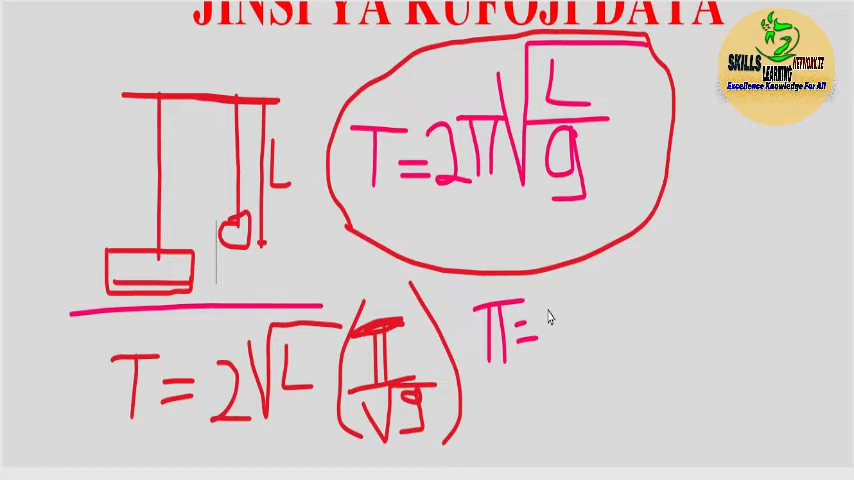 JINSI YA KUFOJI DATA
SKILLS
LEARNING
NETWORK.TZ
Excellence Knowledge For All
L
T=2π√(L/g)
T=2√L(π/√g)
π=